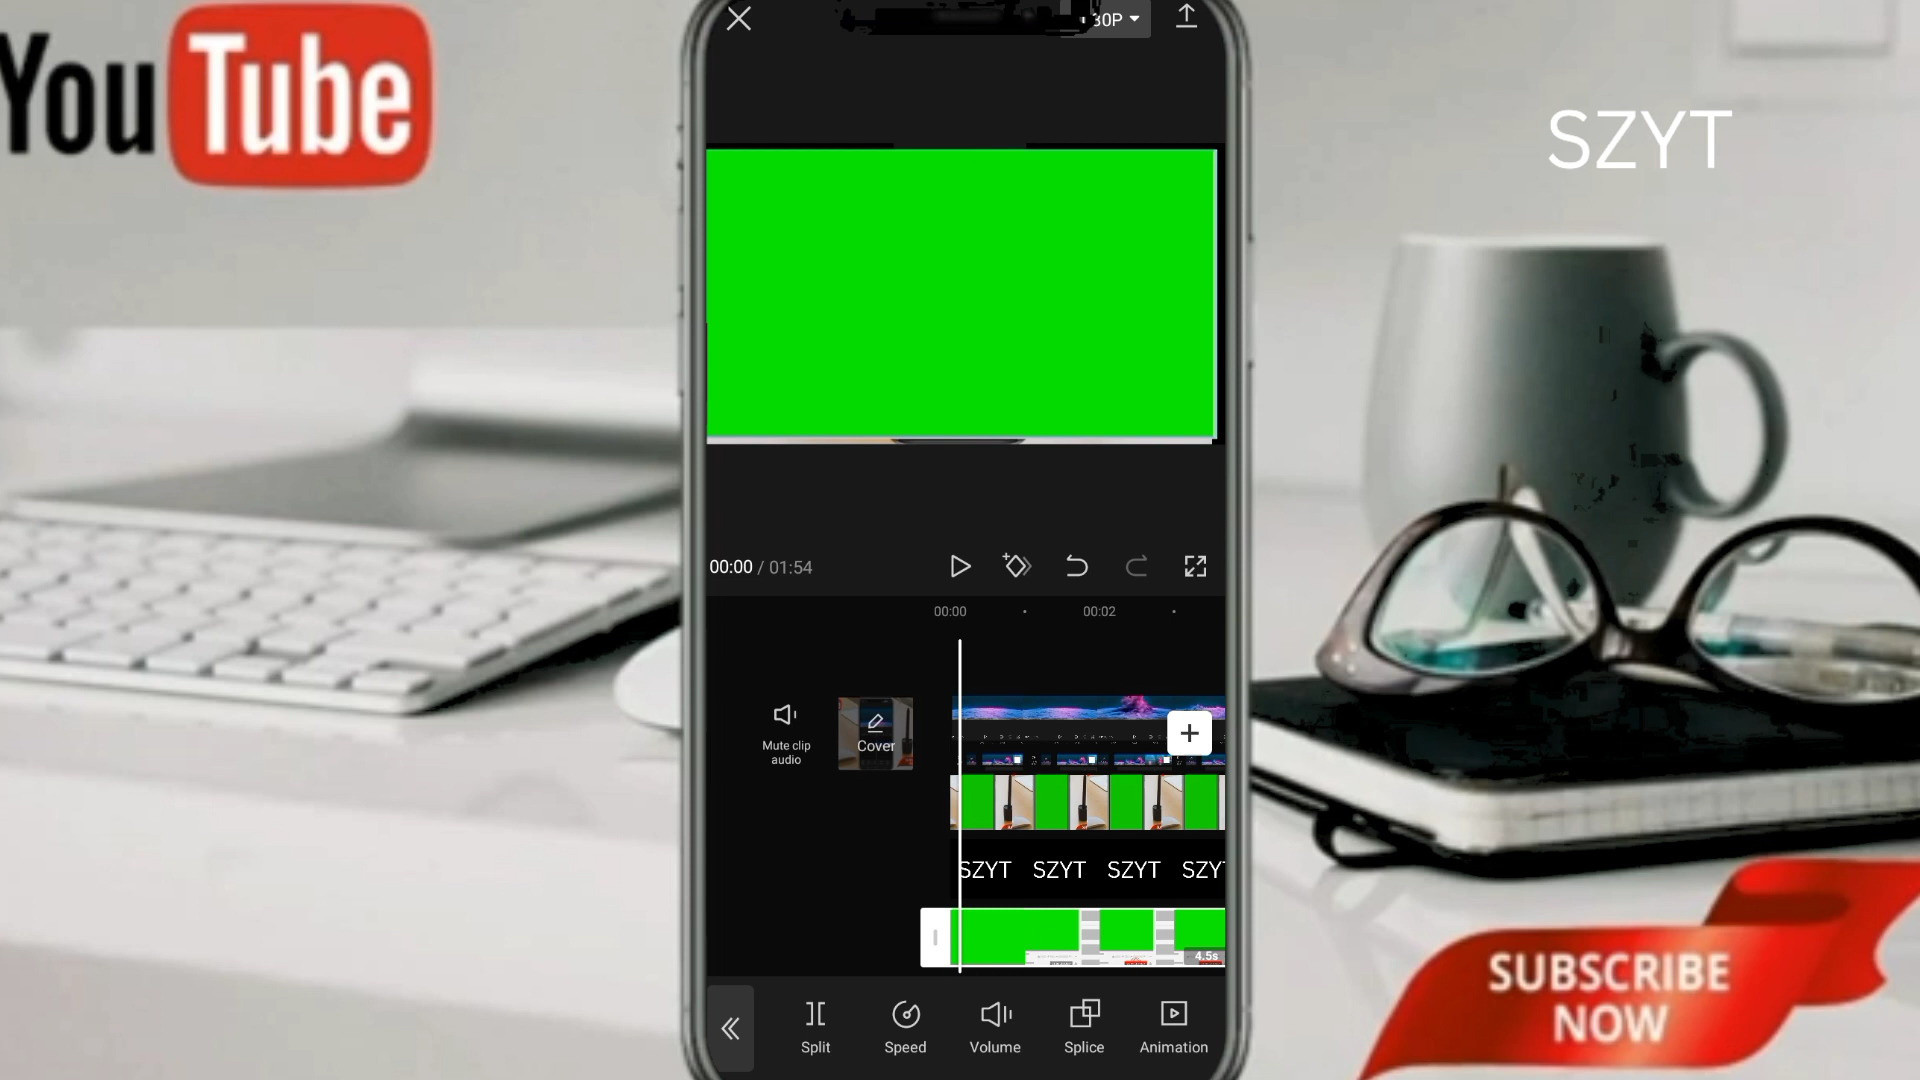 YouTube
30P
SZYT
00:00 / 01:54
00:00
00:02
Mute clip
audio
Cover
SZYT SZYT SZYT SZY
4.5s
SUBSCRIBE
NOW
Split
Speed
Volume
Splice
Animation